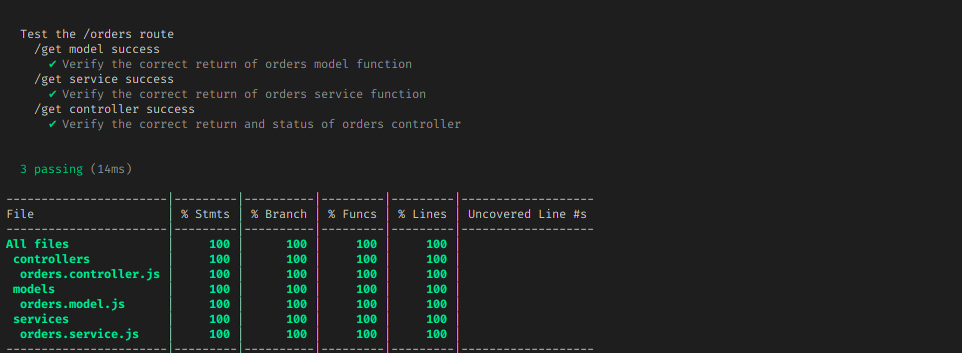 Test the /orders route
/get model success
✔ Verify the correct return of orders model function
/get service success
✔ Verify the correct return of orders service function
/get controller success
✔ Verify the correct return and status of orders controller
3 passing (14ms)
-----------------------|---------|----------|---------|---------|-------------------
File | % Stmts | % Branch | % Funcs | % Lines | Uncovered Line #s
-----------------------|---------|----------|---------|---------|-------------------
All files | 100 | 100 | 100 | 100 |
controllers | 100 | 100 | 100 | 100 |
orders.controller.js | 100 | 100 | 100 | 100 |
models | 100 | 100 | 100 | 100 |
orders.model.js | 100 | 100 | 100 | 100 |
services | 100 | 100 | 100 | 100 |
orders.service.js | 100 | 100 | 100 | 100 |
-----------------------|---------|----------|---------|---------|-------------------